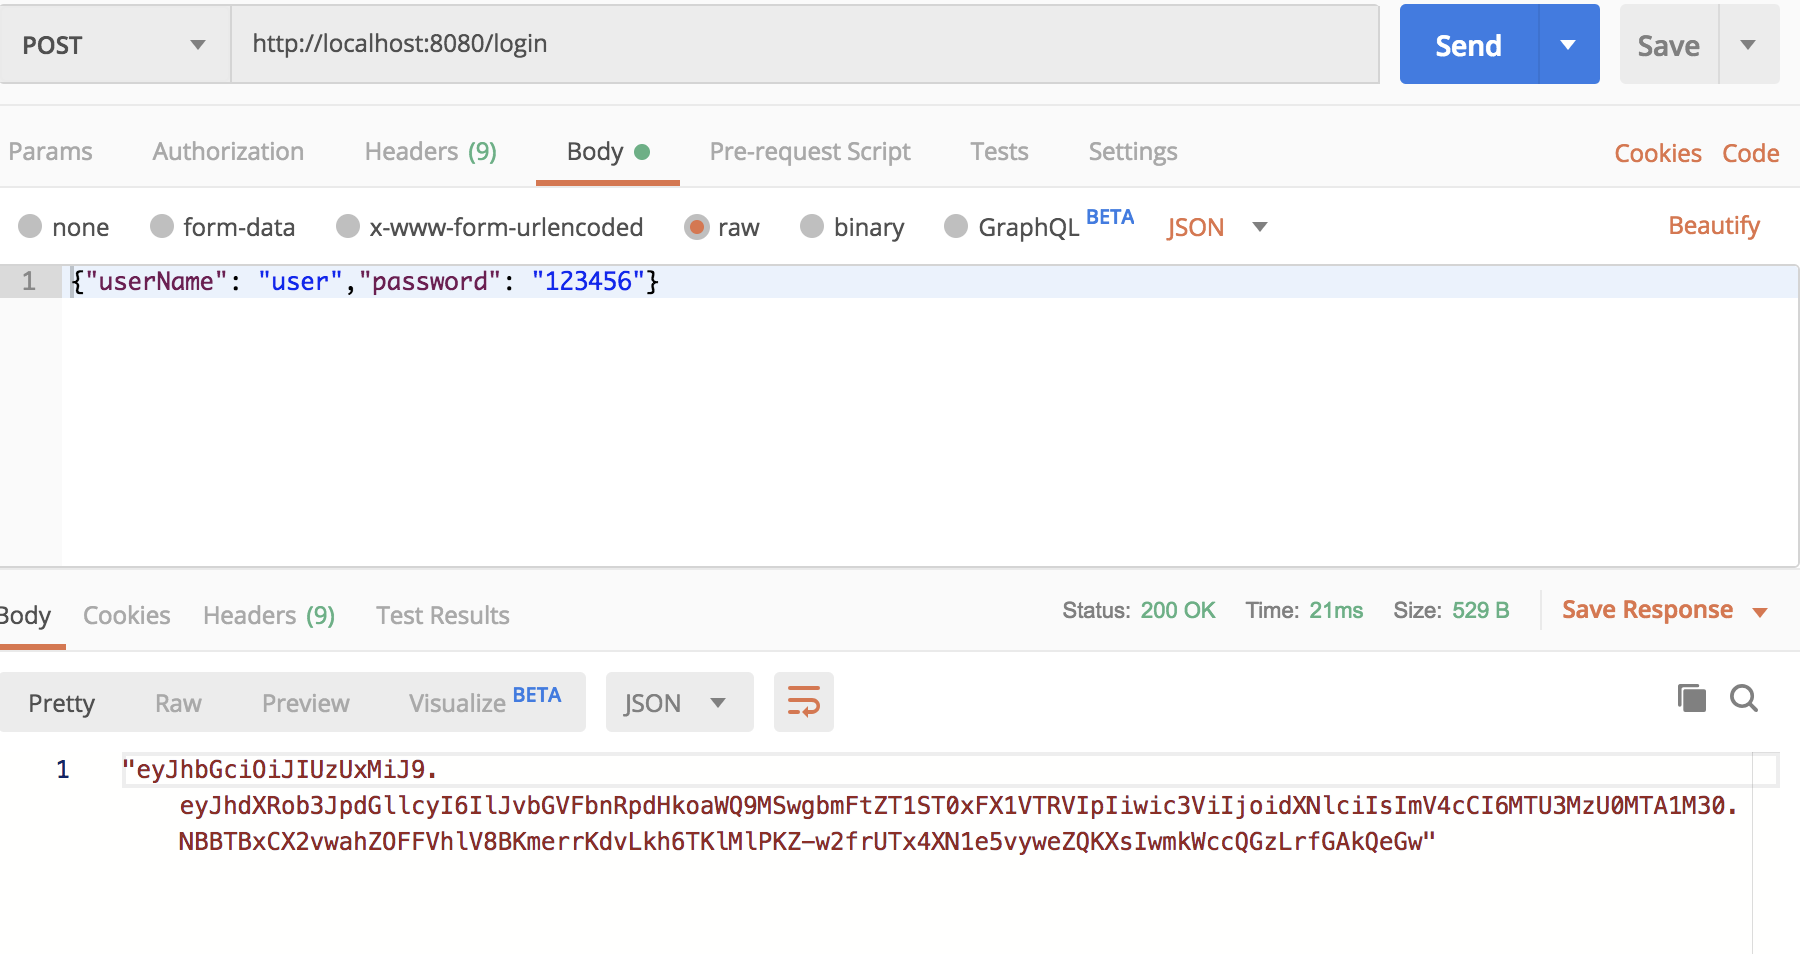 POST http://localhost:8080/login Send Save
Params Authorization Headers (9) Body Pre-request Script Tests Settings Cookies Code
none form-data x-www-form-urlencoded raw binary GraphQL BETA JSON Beautify
1 {"userName": "user","password": "123456"}
Body Cookies Headers (9) Test Results Status: 200 OK Time: 21ms Size: 529 B Save Response
Pretty Raw Preview Visualize BETA JSON
1 "eyJhbGciOiJIUzUxMiJ9.
eyJhdXRob3JpdGllcyI6IlJvbGVFbnRpdHkoaWQ9MSwgbmFtZT1ST0xFX1VTRVIpIiwic3ViIjoidXNlciIsImV4cCI6MTU3MzU0MTA1M30.
NBBTBxCX2vwahZOFFVhlV8BKmerrKdvLkh6TKlMlPKZ-w2frUTx4XN1e5vyweZQKXsIwmkWccQGzLrfGAkQeGw"